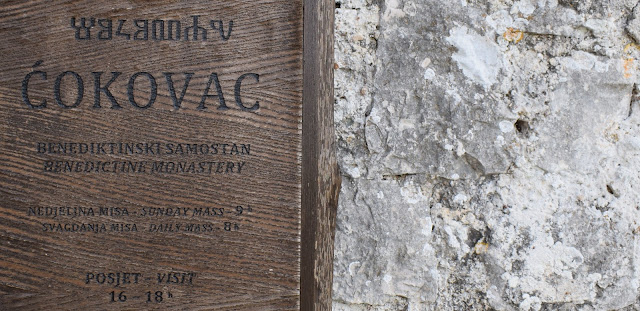 ĆOKOVAC
BENEDIKTINSKI SAMOSTAN
BENEDICTINE MONASTERY
NEDJELJNA MISA - SUNDAY MASS - 9 h
SVAGDANJA MISA - DAILY MASS - 8 h
POSJET - VISIT
16 - 18 h